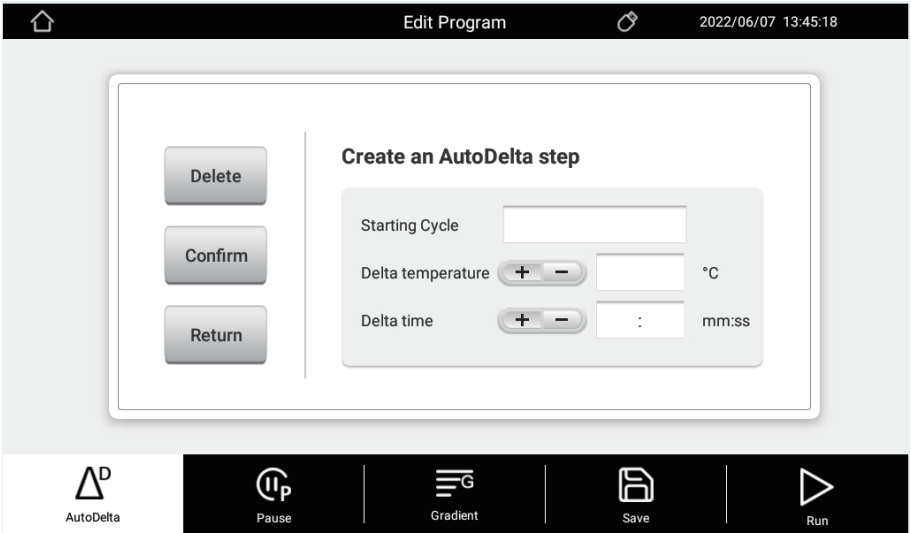 Edit Program
2022/06/07 13:45:18
Delete
Confirm
Return
Create an AutoDelta step
Starting Cycle
Delta temperature + − °C
Delta time + − : mm:ss
D
AutoDelta
P
Pause
G
Gradient
Save
Run